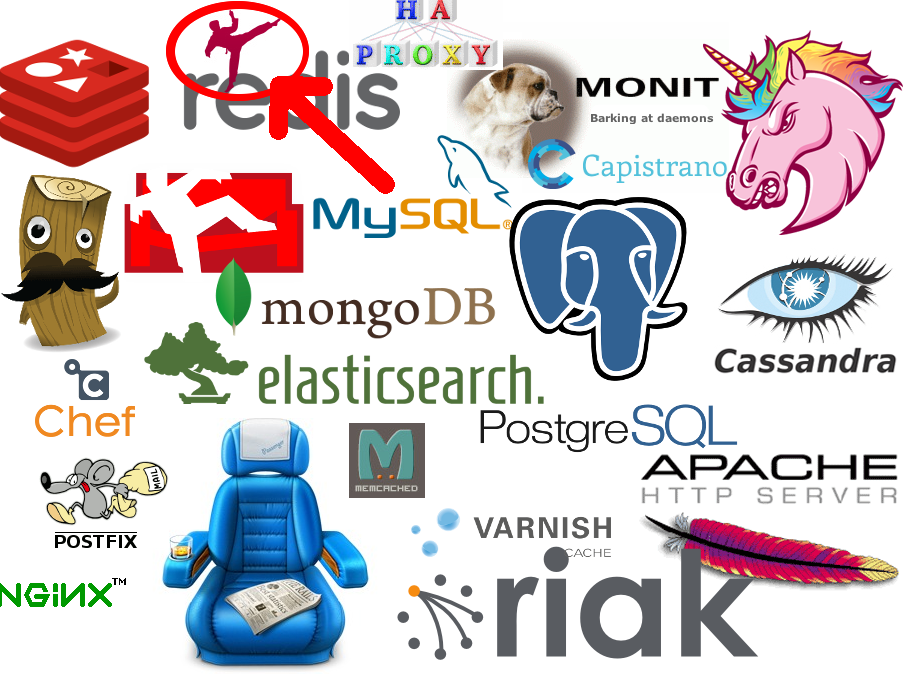 HA
PROXY
redis
MONIT
Barking at daemons
Capistrano
MySQL®
mongoDB
Cassandra
elasticsearch.
Chef
PostgreSQL
MEMCACHED
APACHE
HTTP SERVER
MAIL
POSTFIX
VARNISH
CACHE
NGiNX™
riak